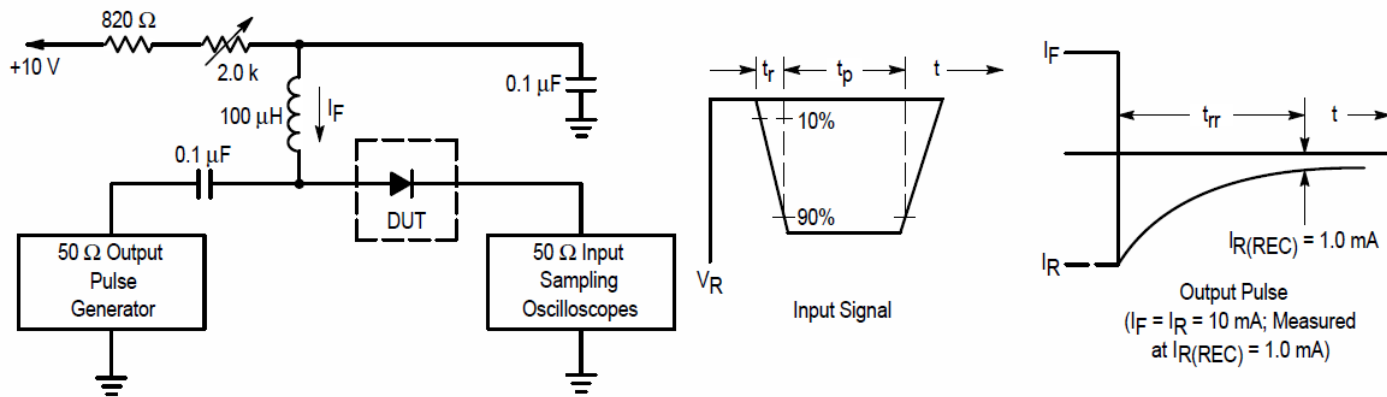 820 Ω
+10 V
2.0 k
100 μH
I_F
0.1 μF
0.1 μF
DUT
50 Ω Output
Pulse
Generator
50 Ω Input
Sampling
Oscilloscopes
t_r
t_p
t
10%
90%
V_R
Input Signal
I_F
t_rr
t
I_R
I_R(REC) = 1.0 mA
Output Pulse
(I_F = I_R = 10 mA; Measured
at I_R(REC) = 1.0 mA)